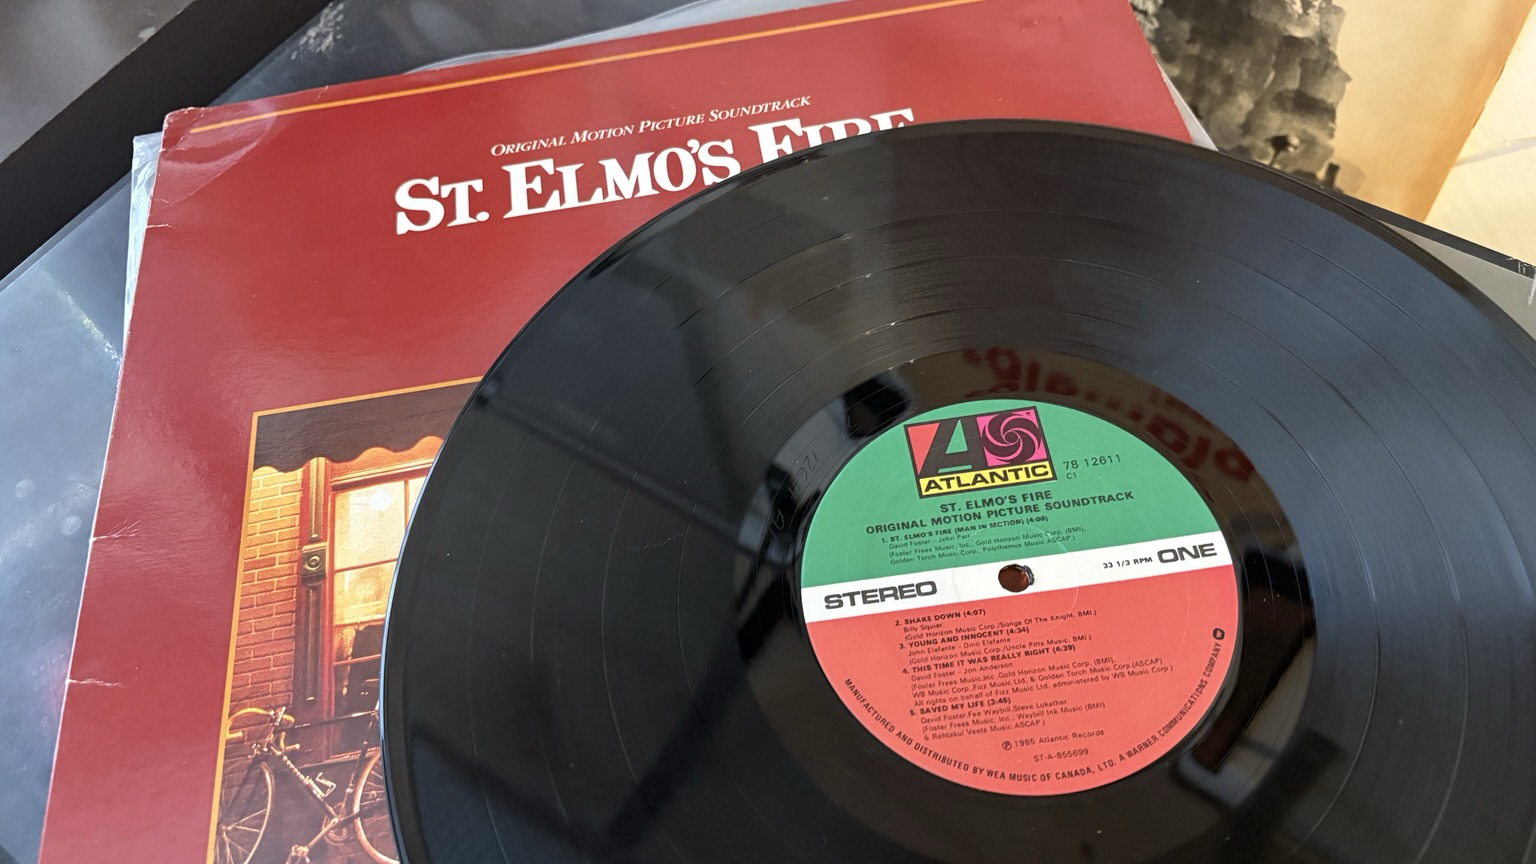 ORIGINAL MOTION PICTURE SOUNDTRACK
ST. ELMO'S FIRE
ATLANTIC
78 12611
C1
ST. ELMO'S FIRE
ORIGINAL MOTION PICTURE SOUNDTRACK
1. ST. ELMO'S FIRE (MAN IN MOTION) (4:08)
David Foster - John Parr
(Foster Frees Music, Inc., Gold Horizon Music Corp. (BMI),
Golden Torch Music Corp., Polythemus Music ASCAP)
STEREO
33 1/3 RPM ONE
2. SHAKE DOWN (4:07)
Billy Squier
(Gold Horizon Music Corp./Songs Of The Knight, BMI.)
3. YOUNG AND INNOCENT (4:34)
John Elefante - Dino Elefante
(Gold Horizon Music Corp./Uncle Pitts Music, BMI.)
4. THIS TIME IT WAS REALLY RIGHT (4:39)
David Foster - Jon Anderson
(Foster Frees Music,Inc.,Gold Horizon Music Corp. (BMI),
WB Music Corp.,Fizz Music Ltd. & Golden Torch Music Corp.(ASCAP)
All rights on behalf of Fizz Music Ltd. administered by WB Music Corp.)
5. SAVED MY LIFE (3:45)
David Foster,Fee Waybill,Steve Lukather
(Foster Frees Music, Inc., Waybill Ink Music (BMI)
& Rahtakul Veets Music ASCAP)
℗ 1985 Atlantic Records
ST-A-855699
MANUFACTURED AND DISTRIBUTED BY WEA MUSIC OF CANADA, LTD. A WARNER COMMUNICATIONS COMPANY